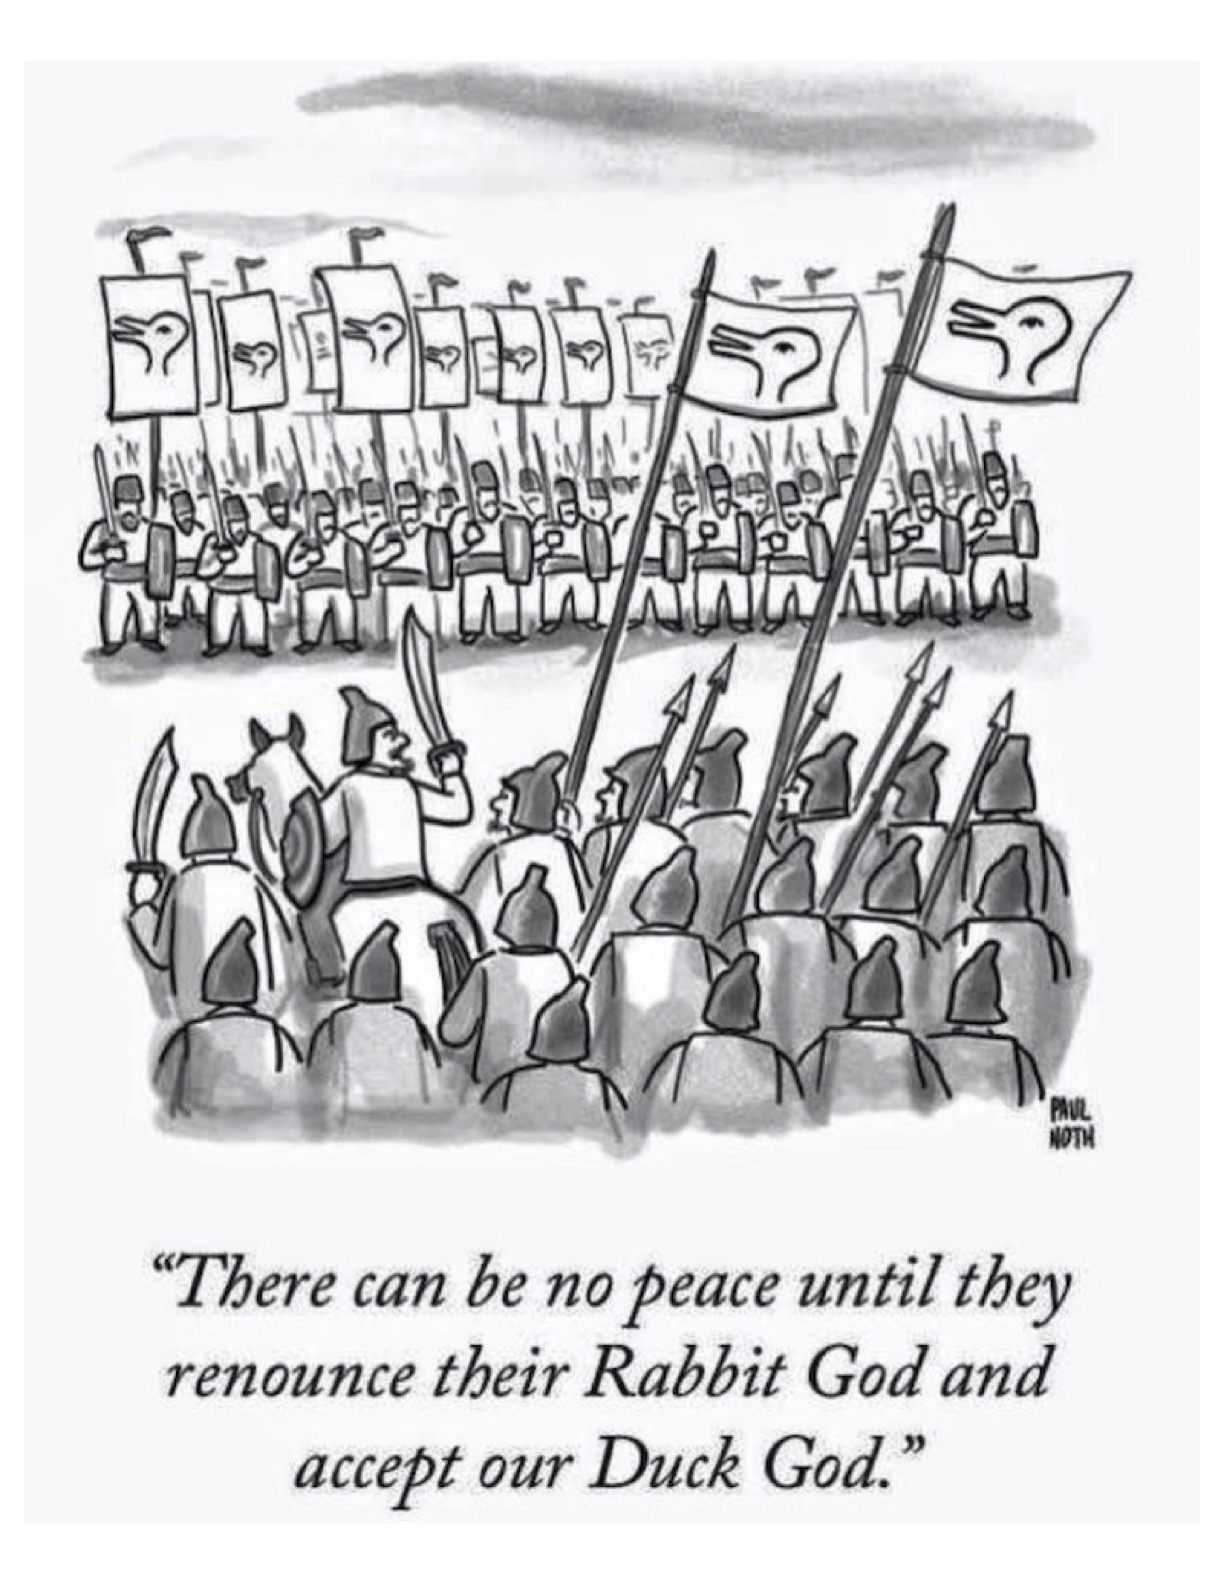 PAUL
NOTH
“There can be no peace until they
renounce their Rabbit God and
accept our Duck God.”